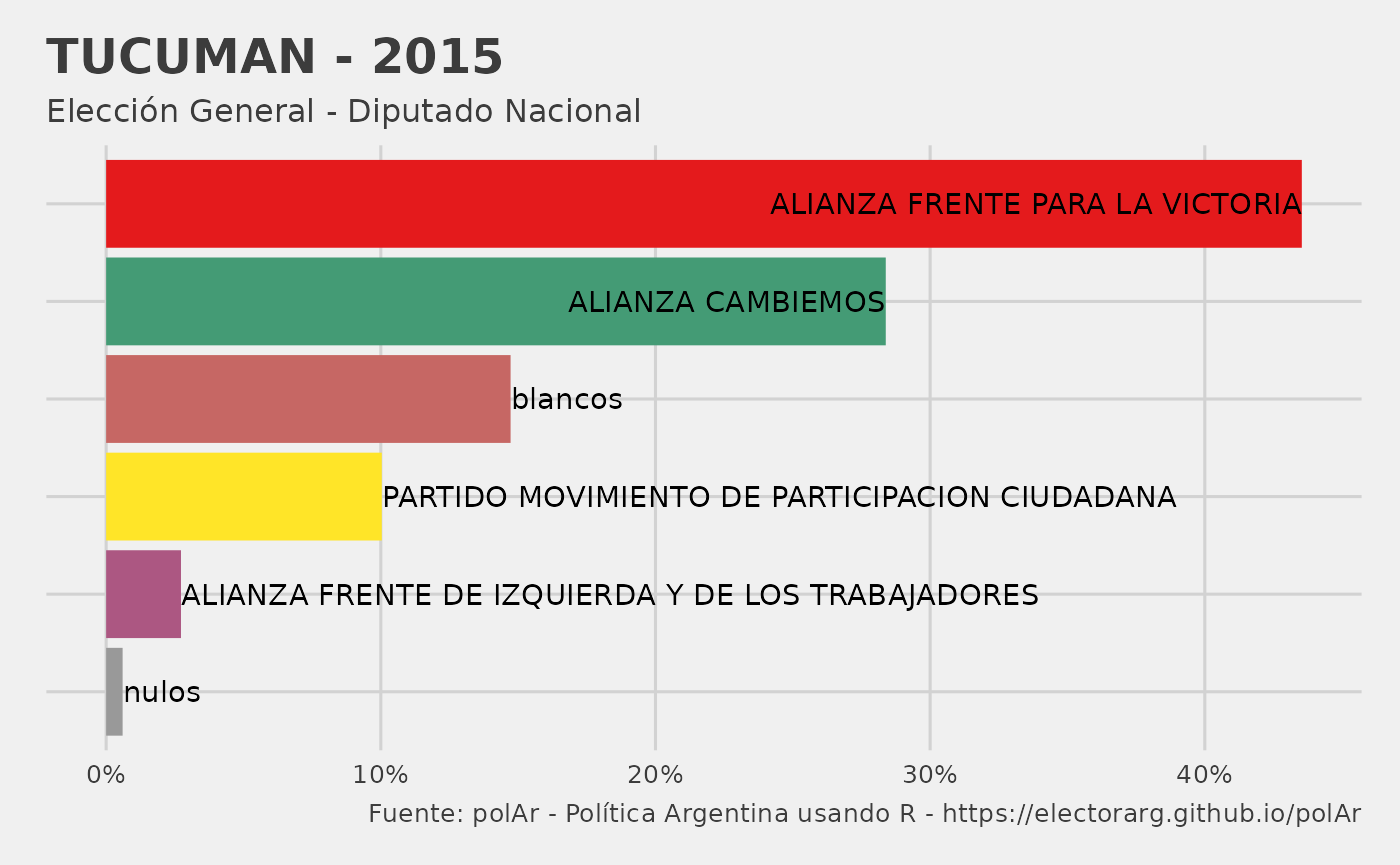 TUCUMAN - 2015
Elección General - Diputado Nacional
ALIANZA FRENTE PARA LA VICTORIA
ALIANZA CAMBIEMOS
blancos
PARTIDO MOVIMIENTO DE PARTICIPACION CIUDADANA
ALIANZA FRENTE DE IZQUIERDA Y DE LOS TRABAJADORES
nulos
0% 10% 20% 30% 40%
Fuente: polAr - Política Argentina usando R - https://electorarg.github.io/polAr